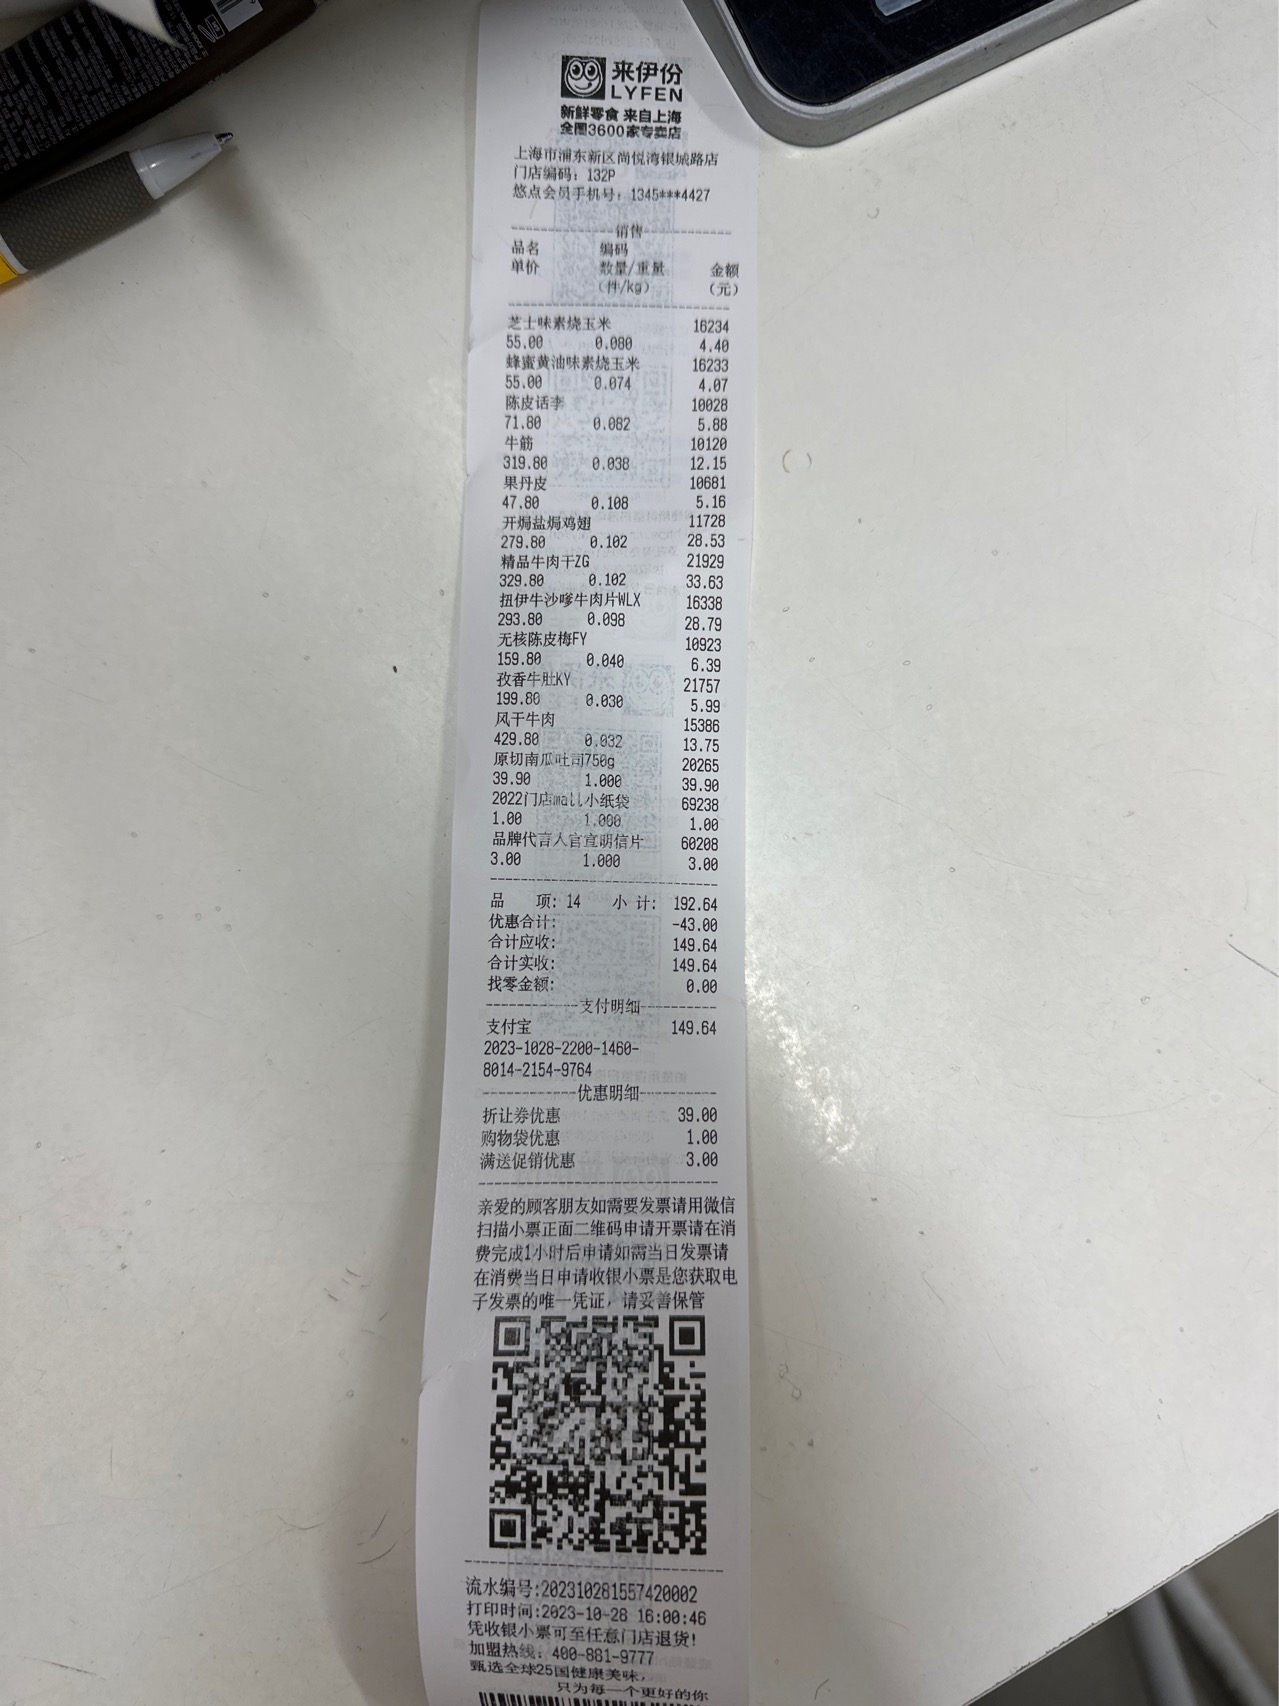 来伊份
LYFEN
新鲜零食 来自上海
全国3600家专卖店
上海市浦东新区尚悦湾银城路店
门店编码：132P
悠点会员手机号：1345***4427
销售
品名 编码
单价 数量/重量 金额
（件/kg） （元）
芝士味素烧玉米 16234
55.00 0.080 4.40
蜂蜜黄油味素烧玉米 16233
55.00 0.074 4.07
陈皮话李 10028
71.80 0.082 5.88
牛筋 10120
319.80 0.038 12.15
果丹皮 10681
47.80 0.108 5.16
开焗盐焗鸡翅 11728
279.80 0.102 28.53
精品牛肉干ZG 21929
329.80 0.102 33.63
扭伊牛沙嗲牛肉片WLX 16338
293.80 0.098 28.79
无核陈皮梅FY 10923
159.80 0.040 6.39
孜香牛肚KY 21757
199.80 0.030 5.99
风干牛肉 15386
429.80 0.032 13.75
原切南瓜吐司750g 20265
39.90 1.000 39.90
2022门店mall小纸袋 69238
1.00 1.000 1.00
品牌代言人官宣明信片 60208
3.00 1.000 3.00
品 项: 14 小 计: 192.64
优惠合计: -43.00
合计应收: 149.64
合计实收: 149.64
找零金额: 0.00
支付明细
支付宝 149.64
2023-1028-2200-1460-
8014-2154-9764
优惠明细
折让券优惠 39.00
购物袋优惠 1.00
满送促销优惠 3.00
亲爱的顾客朋友如需要发票请用微信
扫描小票正面二维码申请开票请在消
费完成1小时后申请如需当日发票请
在消费当日申请收银小票是您获取电
子发票的唯一凭证，请妥善保管
流水编号:202310281557420002
打印时间:2023-10-28 16:00:46
凭收银小票可至任意门店退货!
加盟热线：400-881-9777
甄选全球25国健康美味，
只为每一个更好的你